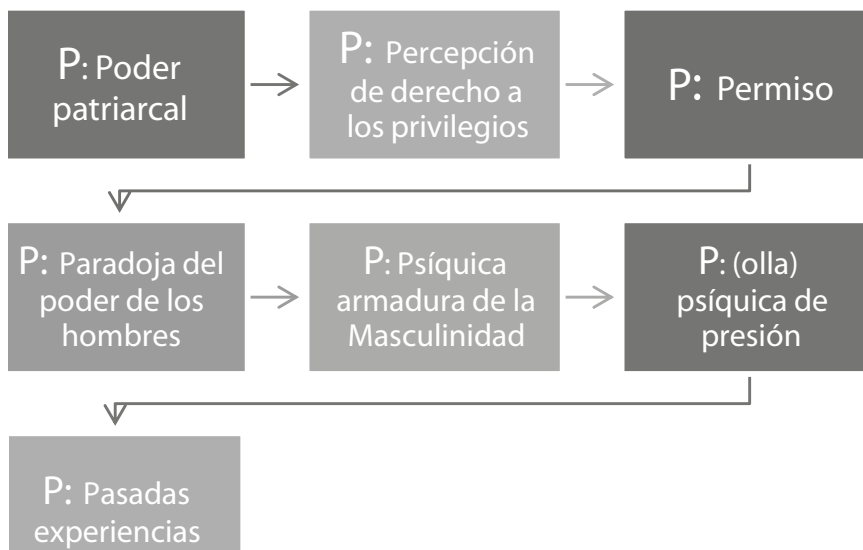 P: Poder
patriarcal
P: Percepción
de derecho a
los privilegios
P: Permiso
P: Paradoja del
poder de los
hombres
P: Psíquica
armadura de la
Masculinidad
P: (olla)
psíquica de
presión
P: Pasadas
experiencias